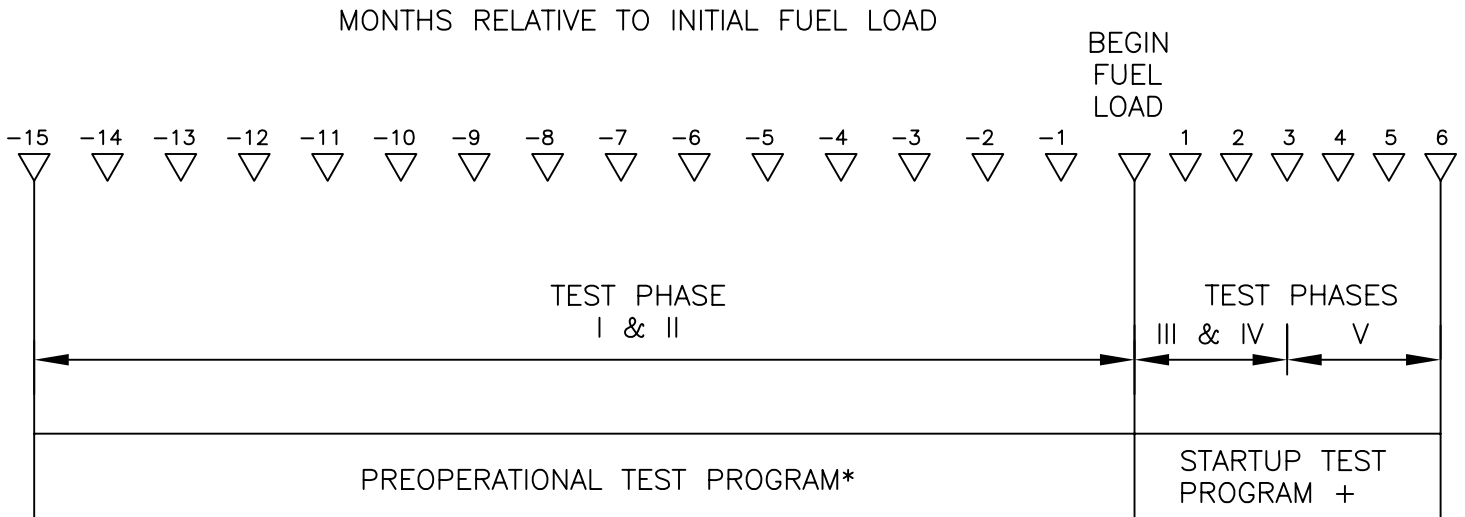 MONTHS RELATIVE TO INITIAL FUEL LOAD
BEGIN
FUEL
LOAD
-15 -14 -13 -12 -11 -10 -9 -8 -7 -6 -5 -4 -3 -2 -1 1 2 3 4 5 6
TEST PHASE
I & II
TEST PHASES
III & IV V
PREOPERATIONAL TEST PROGRAM*
STARTUP TEST
PROGRAM +